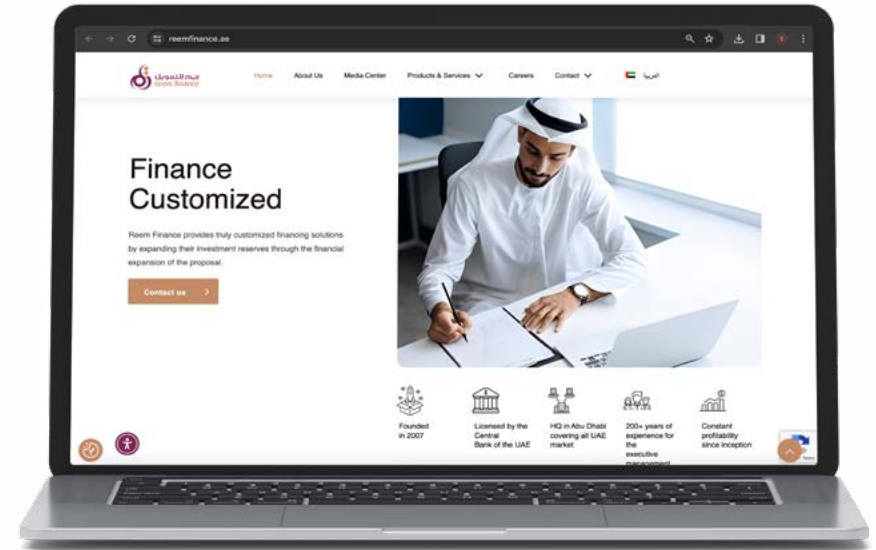 reemfinance.ae
ريم للتمويل
reem finance
Home About Us Media Center Products & Services Careers Contact العربية
Finance
Customized
Reem Finance provides truly customized financing solutions
by expanding their investment reserves through the financial
expansion of the proposal.
Contact us
Founded
in 2007
Licensed by the
Central
Bank of the UAE
HQ in Abu Dhabi
covering all UAE
market
200+ years of
experience for
the
executive
management
Constant
profitability
since inception